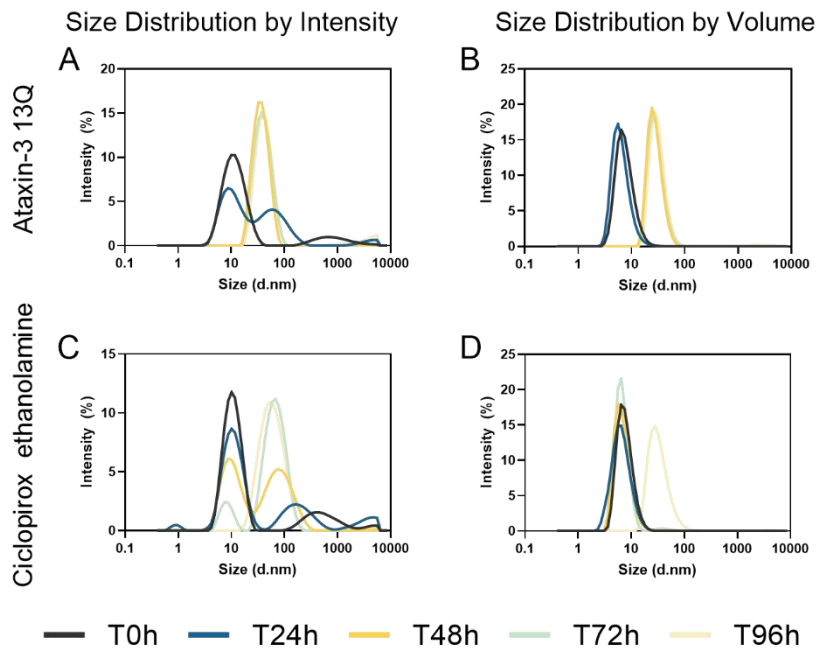 Size Distribution by Intensity
Size Distribution by Volume
Ataxin-3 13Q
A
20
15
10
5
0
Intensity (%)
0.1 1 10 100 1000 10000
Size (d.nm)
B
25
20
15
10
5
0
Intensity (%)
0.1 1 10 100 1000 10000
Size (d.nm)
Ciclopirox ethanolamine
C
15
10
5
0
Intensity (%)
0.1 1 10 100 1000 10000
Size (d.nm)
D
25
20
15
10
5
0
Intensity (%)
0.1 1 10 100 1000 10000
Size (d.nm)
T0h T24h T48h T72h T96h